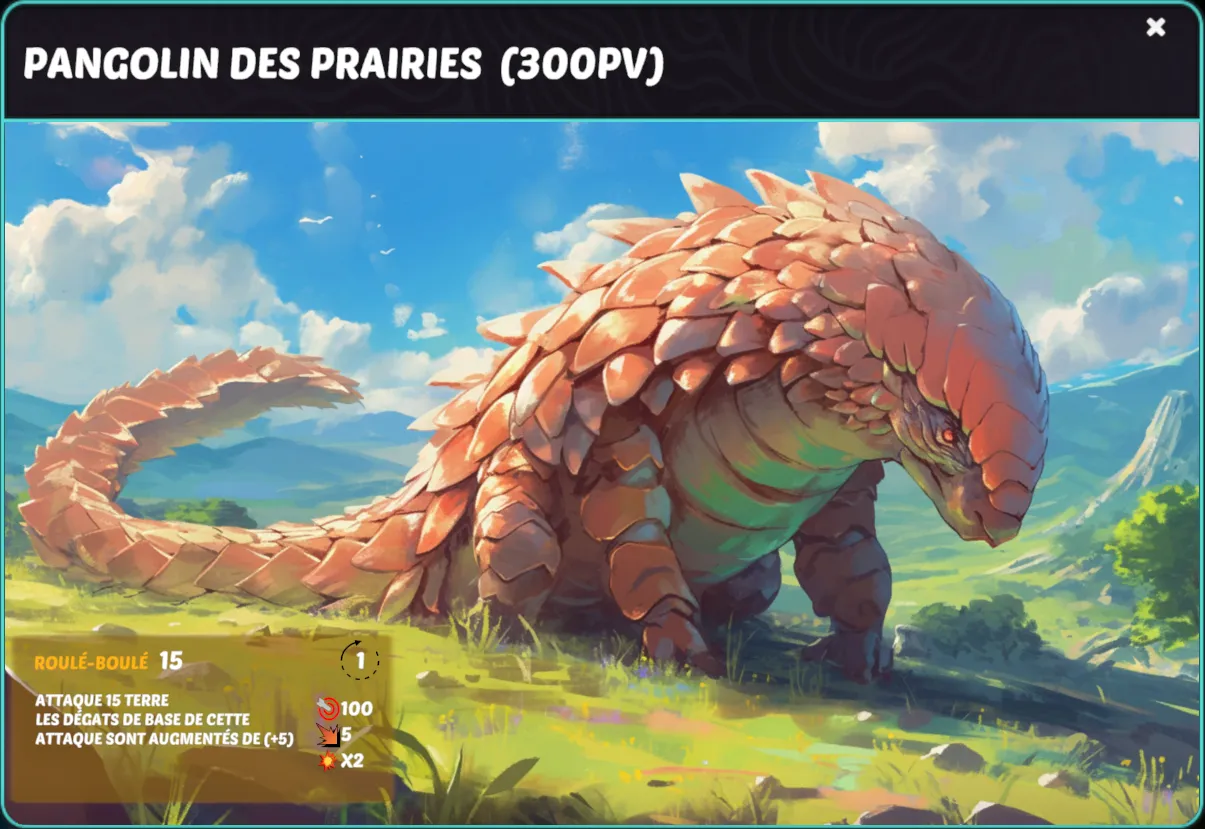 PANGOLIN DES PRAIRIES (300PV)
ROULÉ-BOULÉ 15
1
ATTAQUE 15 TERRE
LES DÉGATS DE BASE DE CETTE
ATTAQUE SONT AUGMENTÉS DE (+5)
100
5
X2